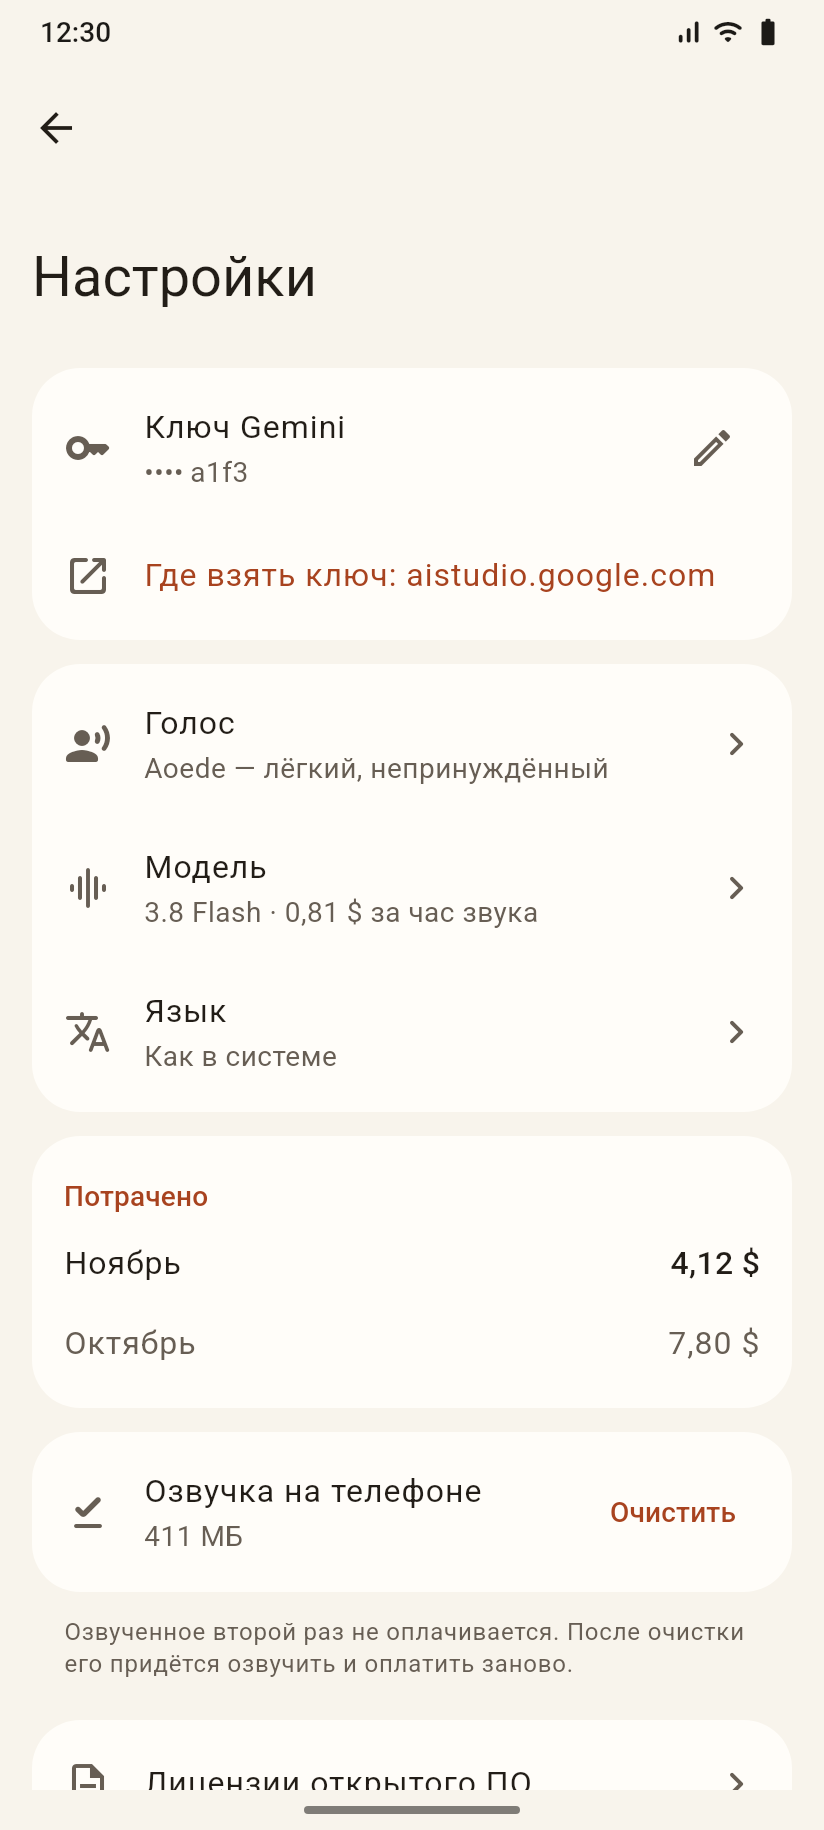 12:30
Настройки
Ключ Gemini
•••• a1f3
Где взять ключ: aistudio.google.com
Голос
Aoede — лёгкий, непринуждённый
Модель
3.8 Flash · 0,81 $ за час звука
Язык
Как в системе
Потрачено
Ноябрь 4,12 $
Октябрь 7,80 $
Озвучка на телефоне
411 МБ
Очистить
Озвученное второй раз не оплачивается. После очистки
его придётся озвучить и оплатить заново.
Лицензии открытого ПО